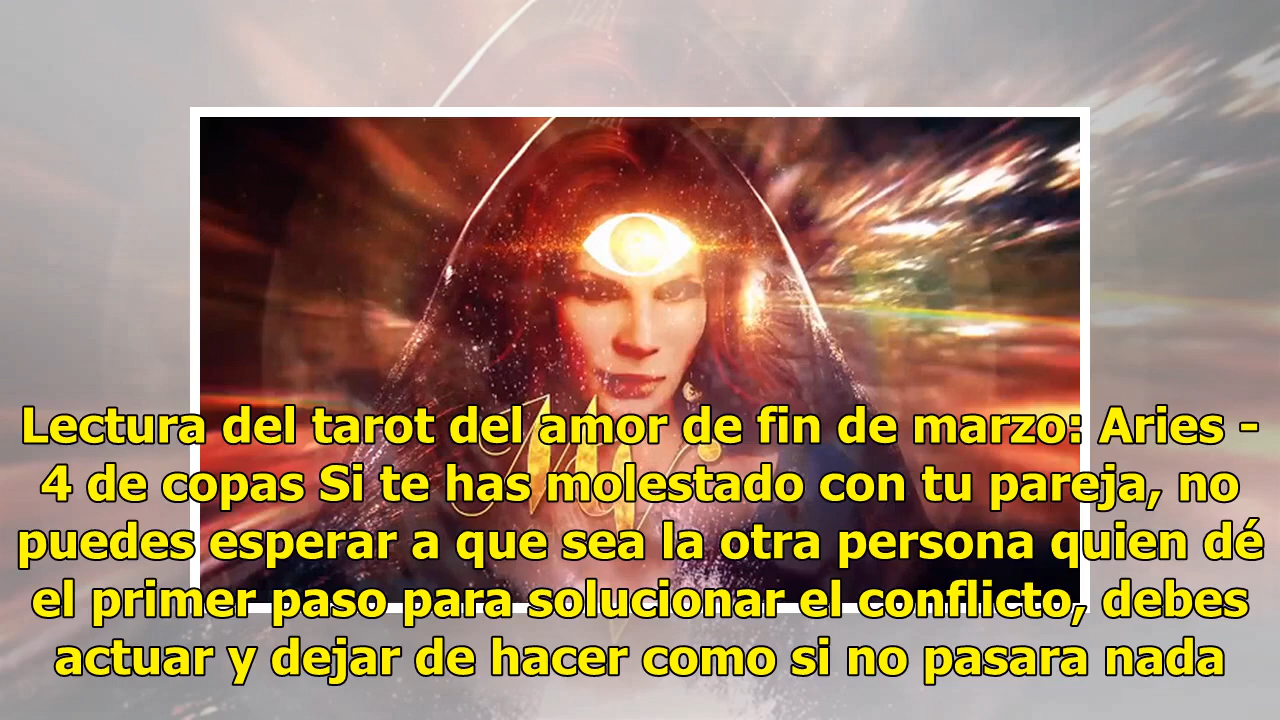 Lectura del tarot del amor de fin de marzo: Aries -
4 de copas Si te has molestado con tu pareja, no
puedes esperar a que sea la otra persona quien dé
el primer paso para solucionar el conflicto, debes
actuar y dejar de hacer como si no pasara nada